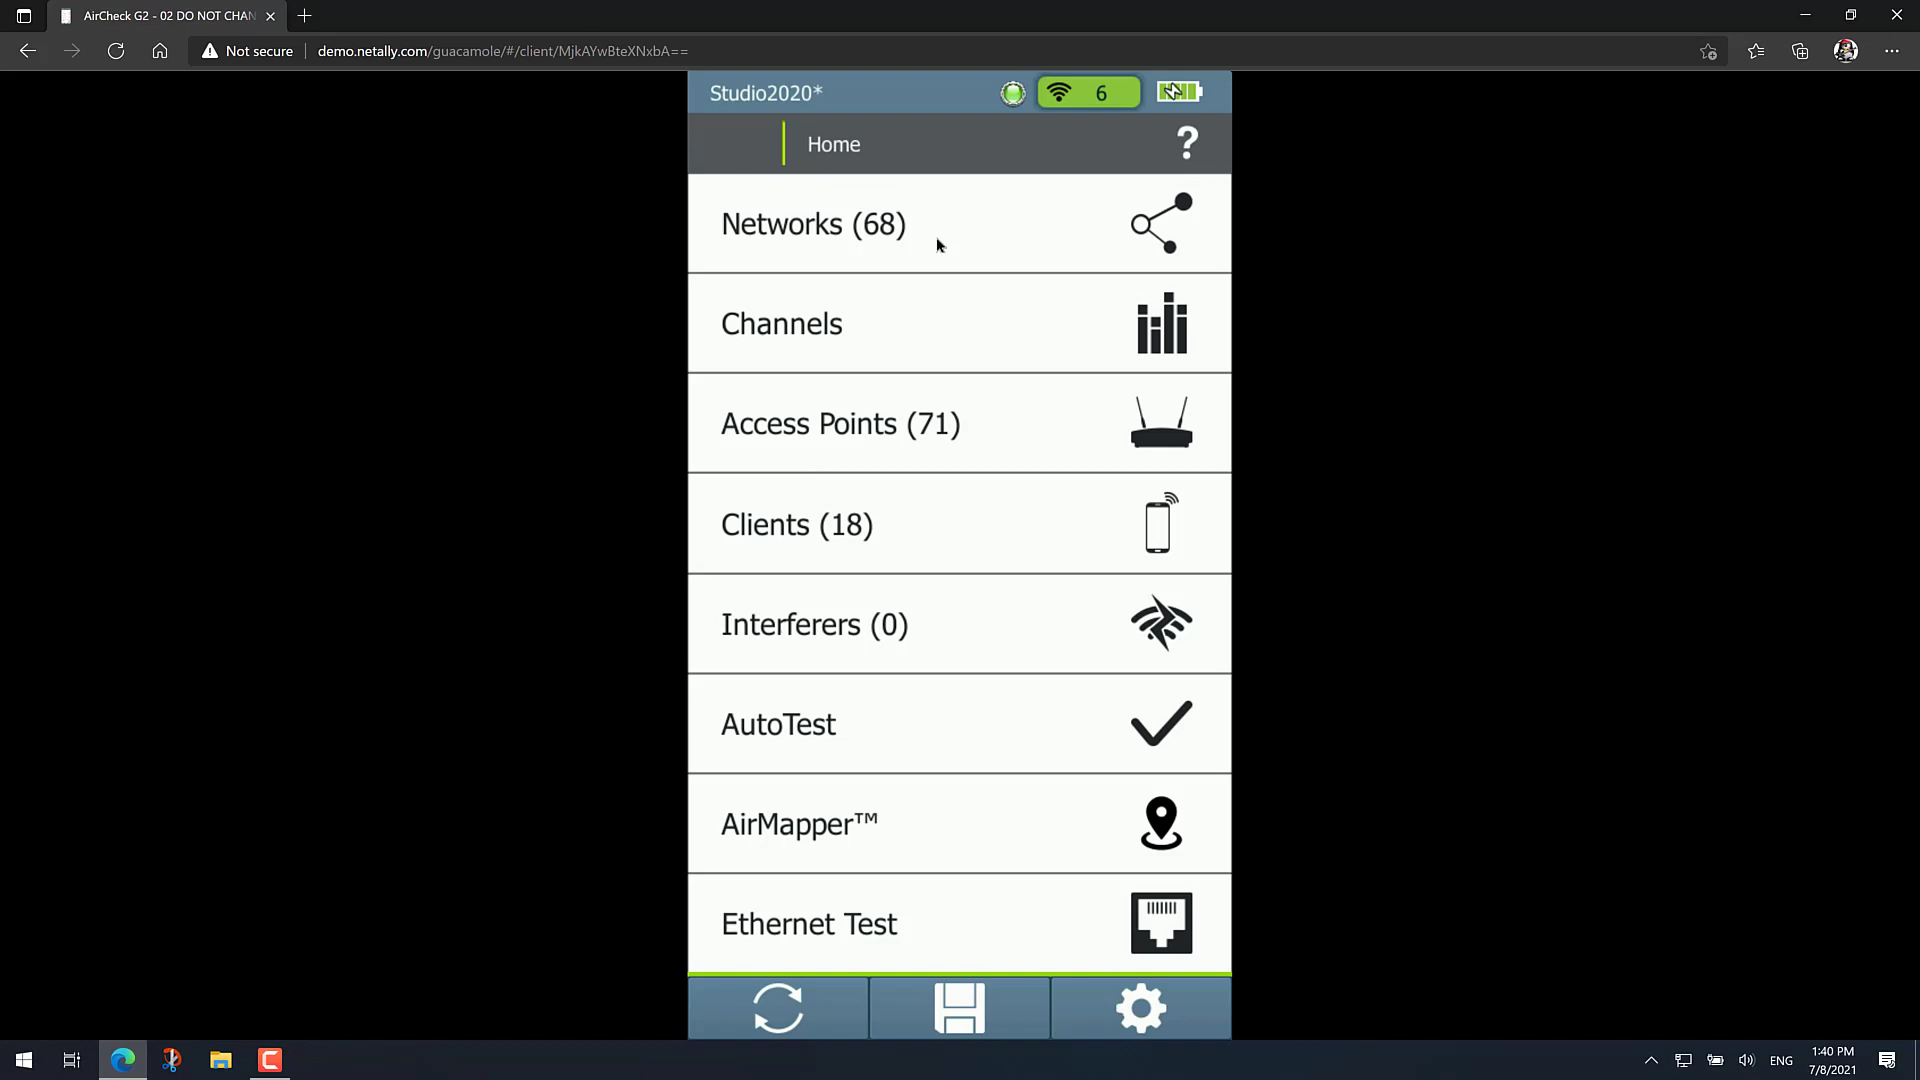 AirCheck G2 - 02 DO NOT CHAN
Not secure
demo.netally.com/guacamole/#/client/MjkAYwBteXNxbA==
Studio2020*
6
Home
?
Networks (68)
Channels
Access Points (71)
Clients (18)
Interferers (0)
AutoTest
AirMapper™
Ethernet Test
ENG
1:40 PM
7/8/2021